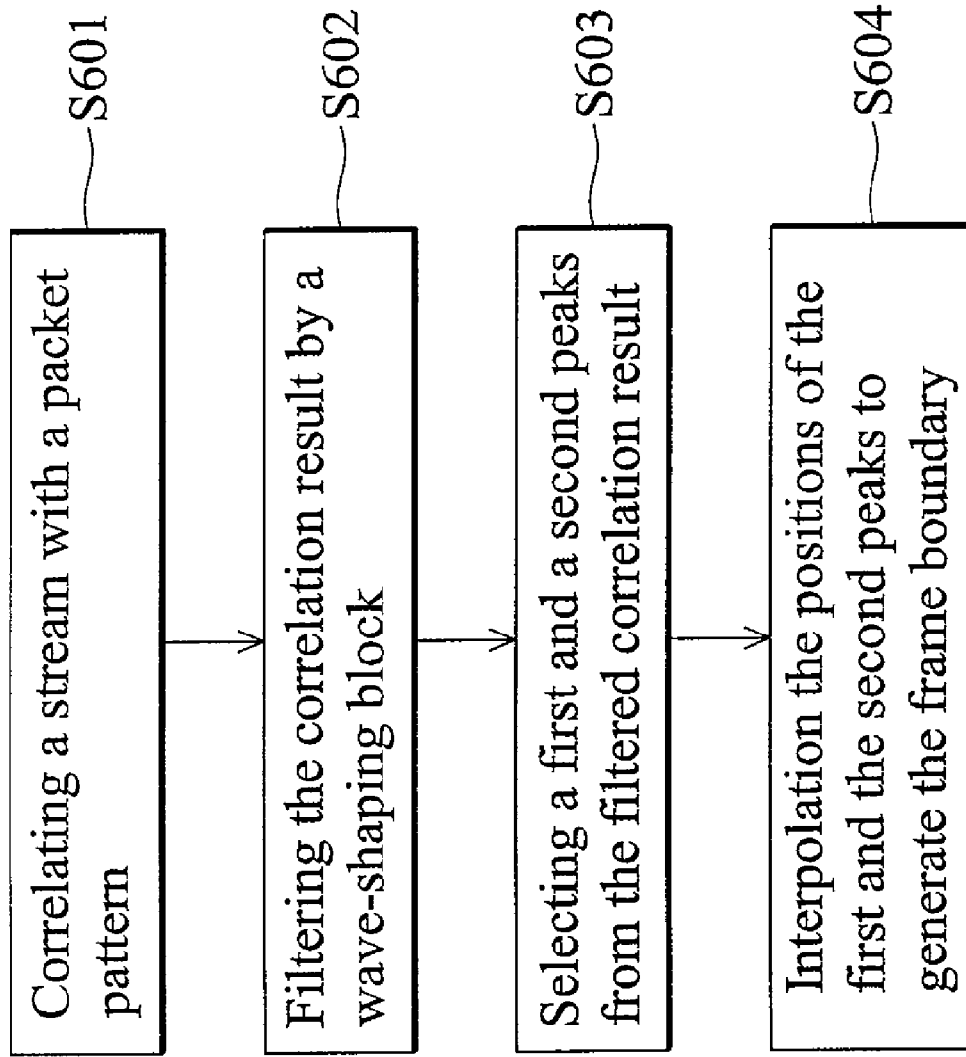 Correlating a stream with a packet
pattern
S601
Filtering the correlation result by a
wave-shaping block
S602
Selecting a first and a second peaks
from the filtered correlation result
S603
Interpolation the positions of the
first and the second peaks to
generate the frame boundary
S604